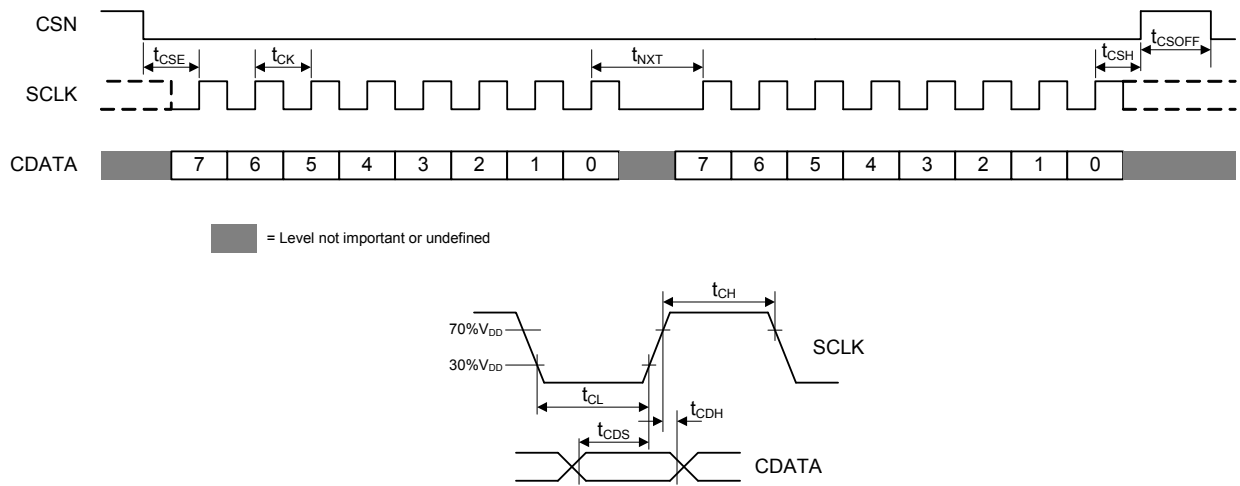 CSN
tCSE
tCK
tNXT
tCSH
tCSOFF
SCLK
CDATA
7 6 5 4 3 2 1 0 7 6 5 4 3 2 1 0
= Level not important or undefined
tCH
70%VDD
SCLK
30%VDD
tCL
tCDH
tCDS
CDATA